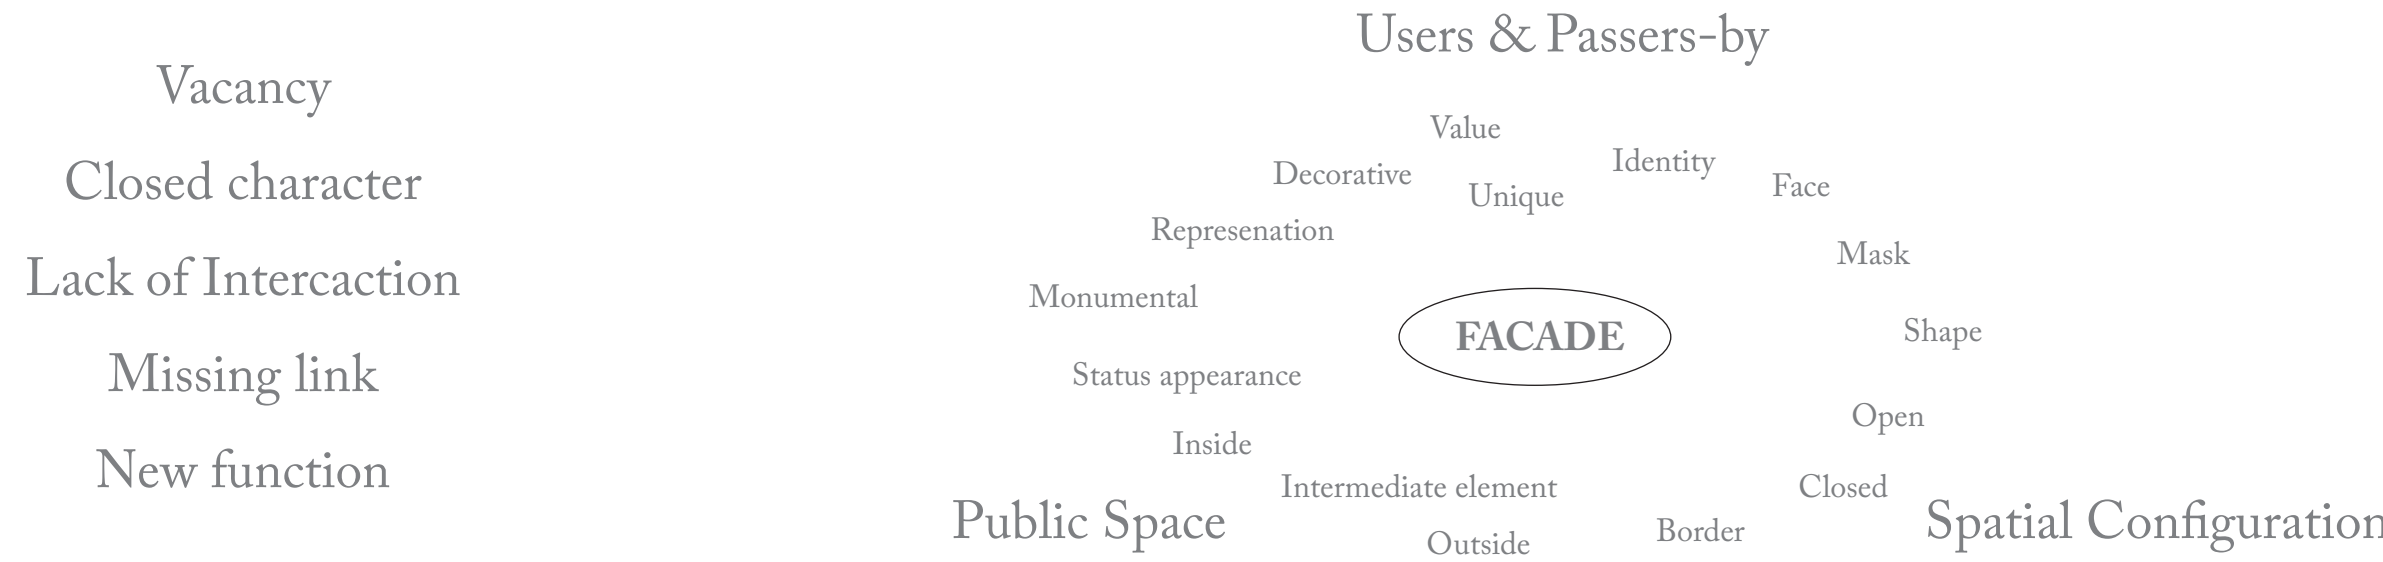 Vacancy
Closed character
Lack of Intercaction
Missing link
New function
Users & Passers-by
Value
Identity
Decorative
Face
Unique
Represenation
Mask
Monumental
FACADE
Shape
Status appearance
Open
Inside
Intermediate element
Closed
Public Space
Spatial Configuration
Border
Outside